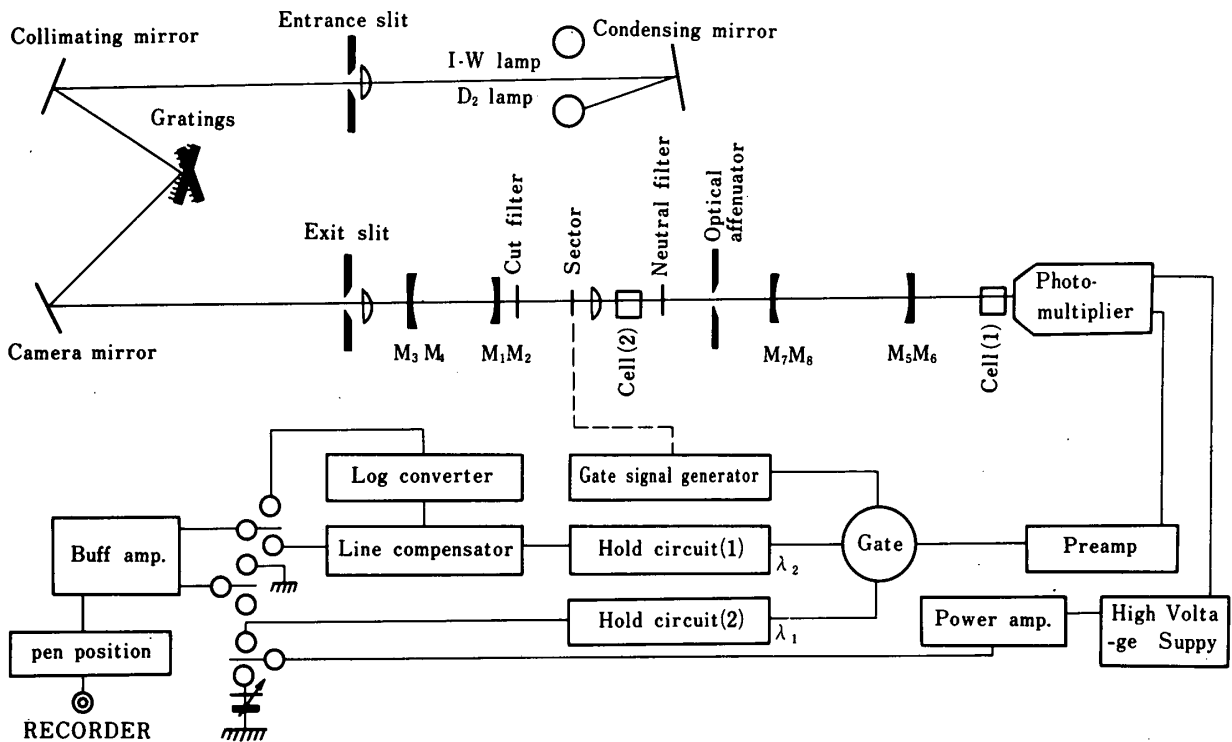 Entrance slit
Collimating mirror
I-W lamp
Condensing mirror
D₂ lamp
Gratings
Exit slit
Cut filter
Sector
Neutral filter
Optical
affenuator
Photo-
multiplier
Camera mirror
M₃ M₄
M₁M₂
Cell(2)
M₇M₈
M₅M₆
Cell(1)
Log converter
Gate signal generator
Buff amp.
Line compensator
Hold circuit(1)
λ₂
Gate
Preamp
Hold circuit(2)
λ₁
Power amp.
High Volta
-ge Suppy
pen position
RECORDER